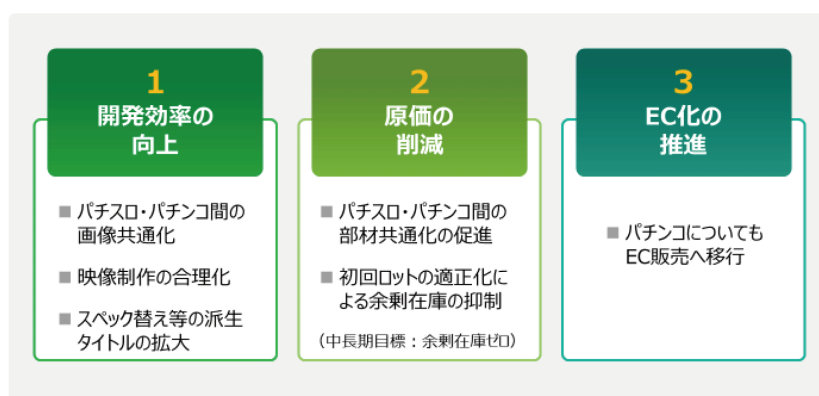 1
開発効率の
向上
■ パチスロ・パチンコ間の
画像共通化
■ 映像制作の合理化
■ スペック替え等の派生
タイトルの拡大
2
原価の
削減
■ パチスロ・パチンコ間の
部材共通化の促進
■ 初回ロットの適正化に
よる余剰在庫の抑制
（中長期目標：余剰在庫ゼロ）
3
EC化の
推進
■ パチンコについても
EC販売へ移行